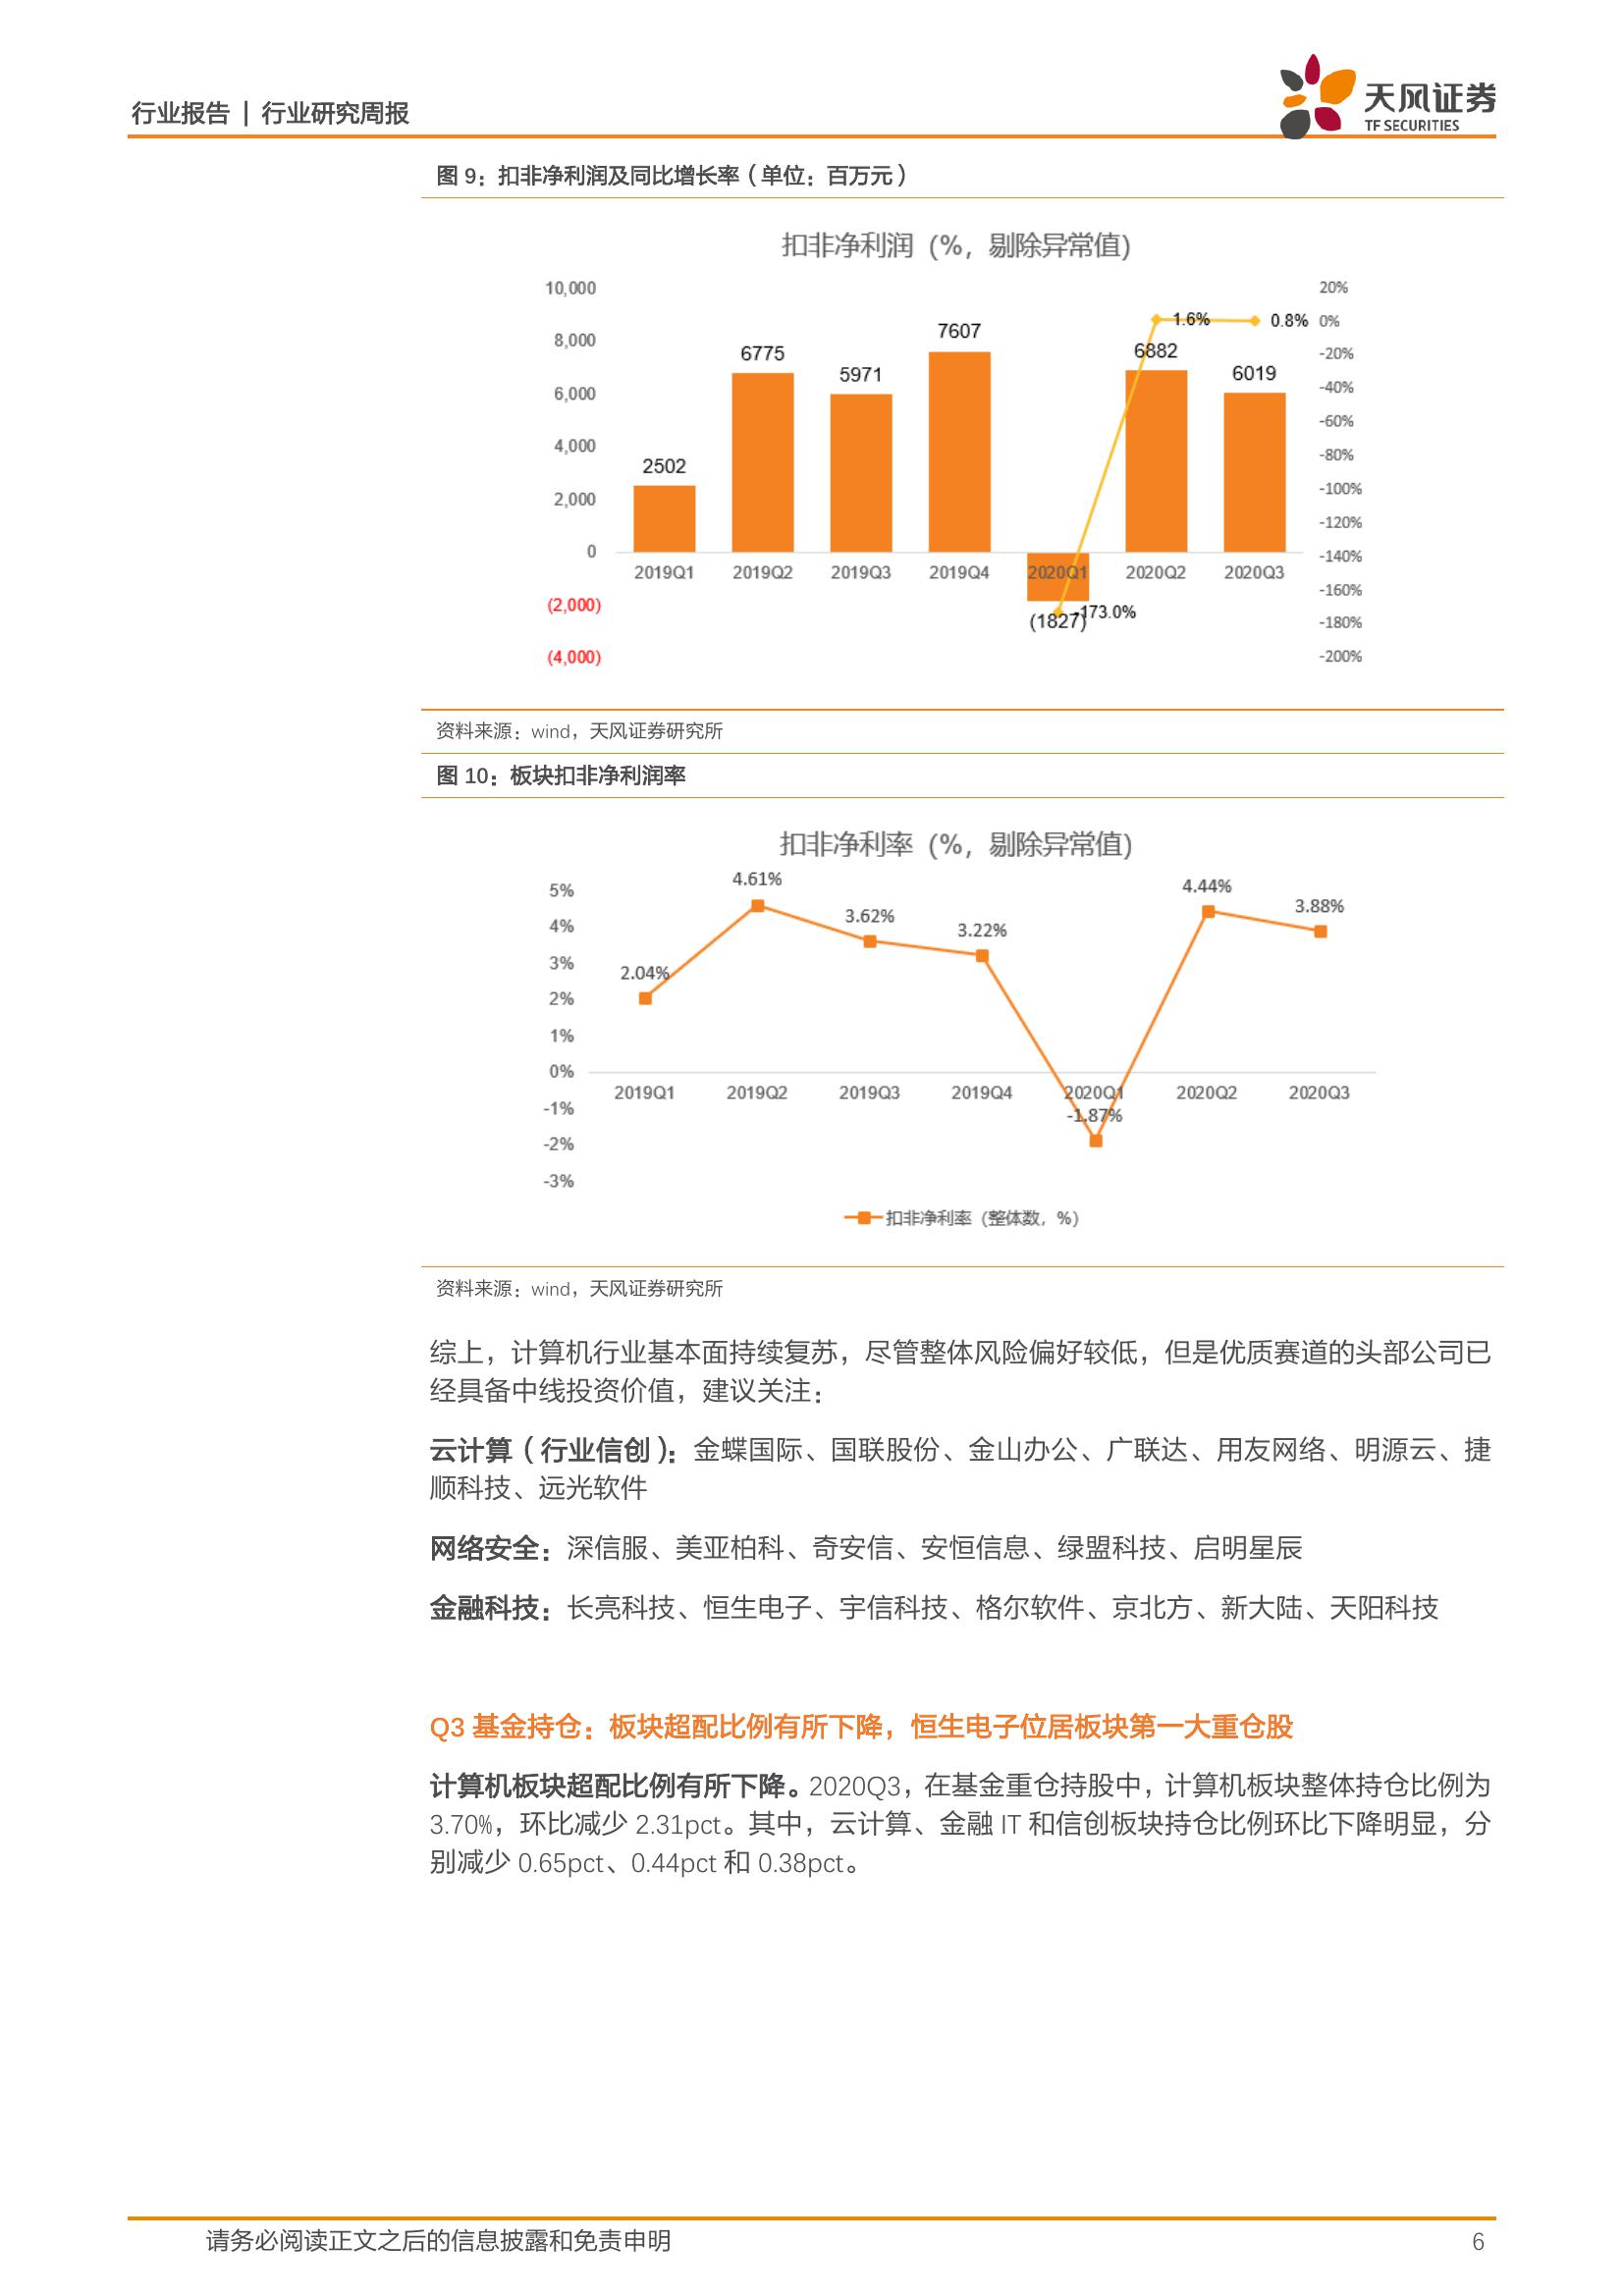 行业报告 | 行业研究周报
天风证券
TF SECURITIES
图 9：扣非净利润及同比增长率（单位：百万元）
扣非净利润（%，剔除异常值）
10,000
8,000
6,000
4,000
2,000
0
(2,000)
(4,000)
20%
0%
-20%
-40%
-60%
-80%
-100%
-120%
-140%
-160%
-180%
-200%
2502
6775
5971
7607
(1827)
6882
6019
-173.0%
1.6%
0.8%
2019Q1 2019Q2 2019Q3 2019Q4 2020Q1 2020Q2 2020Q3
资料来源：wind，天风证券研究所
图 10：板块扣非净利润率
扣非净利率（%，剔除异常值）
5%
4%
3%
2%
1%
0%
-1%
-2%
-3%
2.04%
4.61%
3.62%
3.22%
-1.87%
4.44%
3.88%
2019Q1 2019Q2 2019Q3 2019Q4 2020Q1 2020Q2 2020Q3
扣非净利率（整体数，%）
资料来源：wind，天风证券研究所
综上，计算机行业基本面持续复苏，尽管整体风险偏好较低，但是优质赛道的头部公司已
经具备中线投资价值，建议关注：
云计算（行业信创）：金蝶国际、国联股份、金山办公、广联达、用友网络、明源云、捷
顺科技、远光软件
网络安全：深信服、美亚柏科、奇安信、安恒信息、绿盟科技、启明星辰
金融科技：长亮科技、恒生电子、宇信科技、格尔软件、京北方、新大陆、天阳科技
Q3 基金持仓：板块超配比例有所下降，恒生电子位居板块第一大重仓股
计算机板块超配比例有所下降。2020Q3，在基金重仓持股中，计算机板块整体持仓比例为
3.70%，环比减少 2.31pct。其中，云计算、金融 IT 和信创板块持仓比例环比下降明显，分
别减少 0.65pct、0.44pct 和 0.38pct。
请务必阅读正文之后的信息披露和免责申明
6